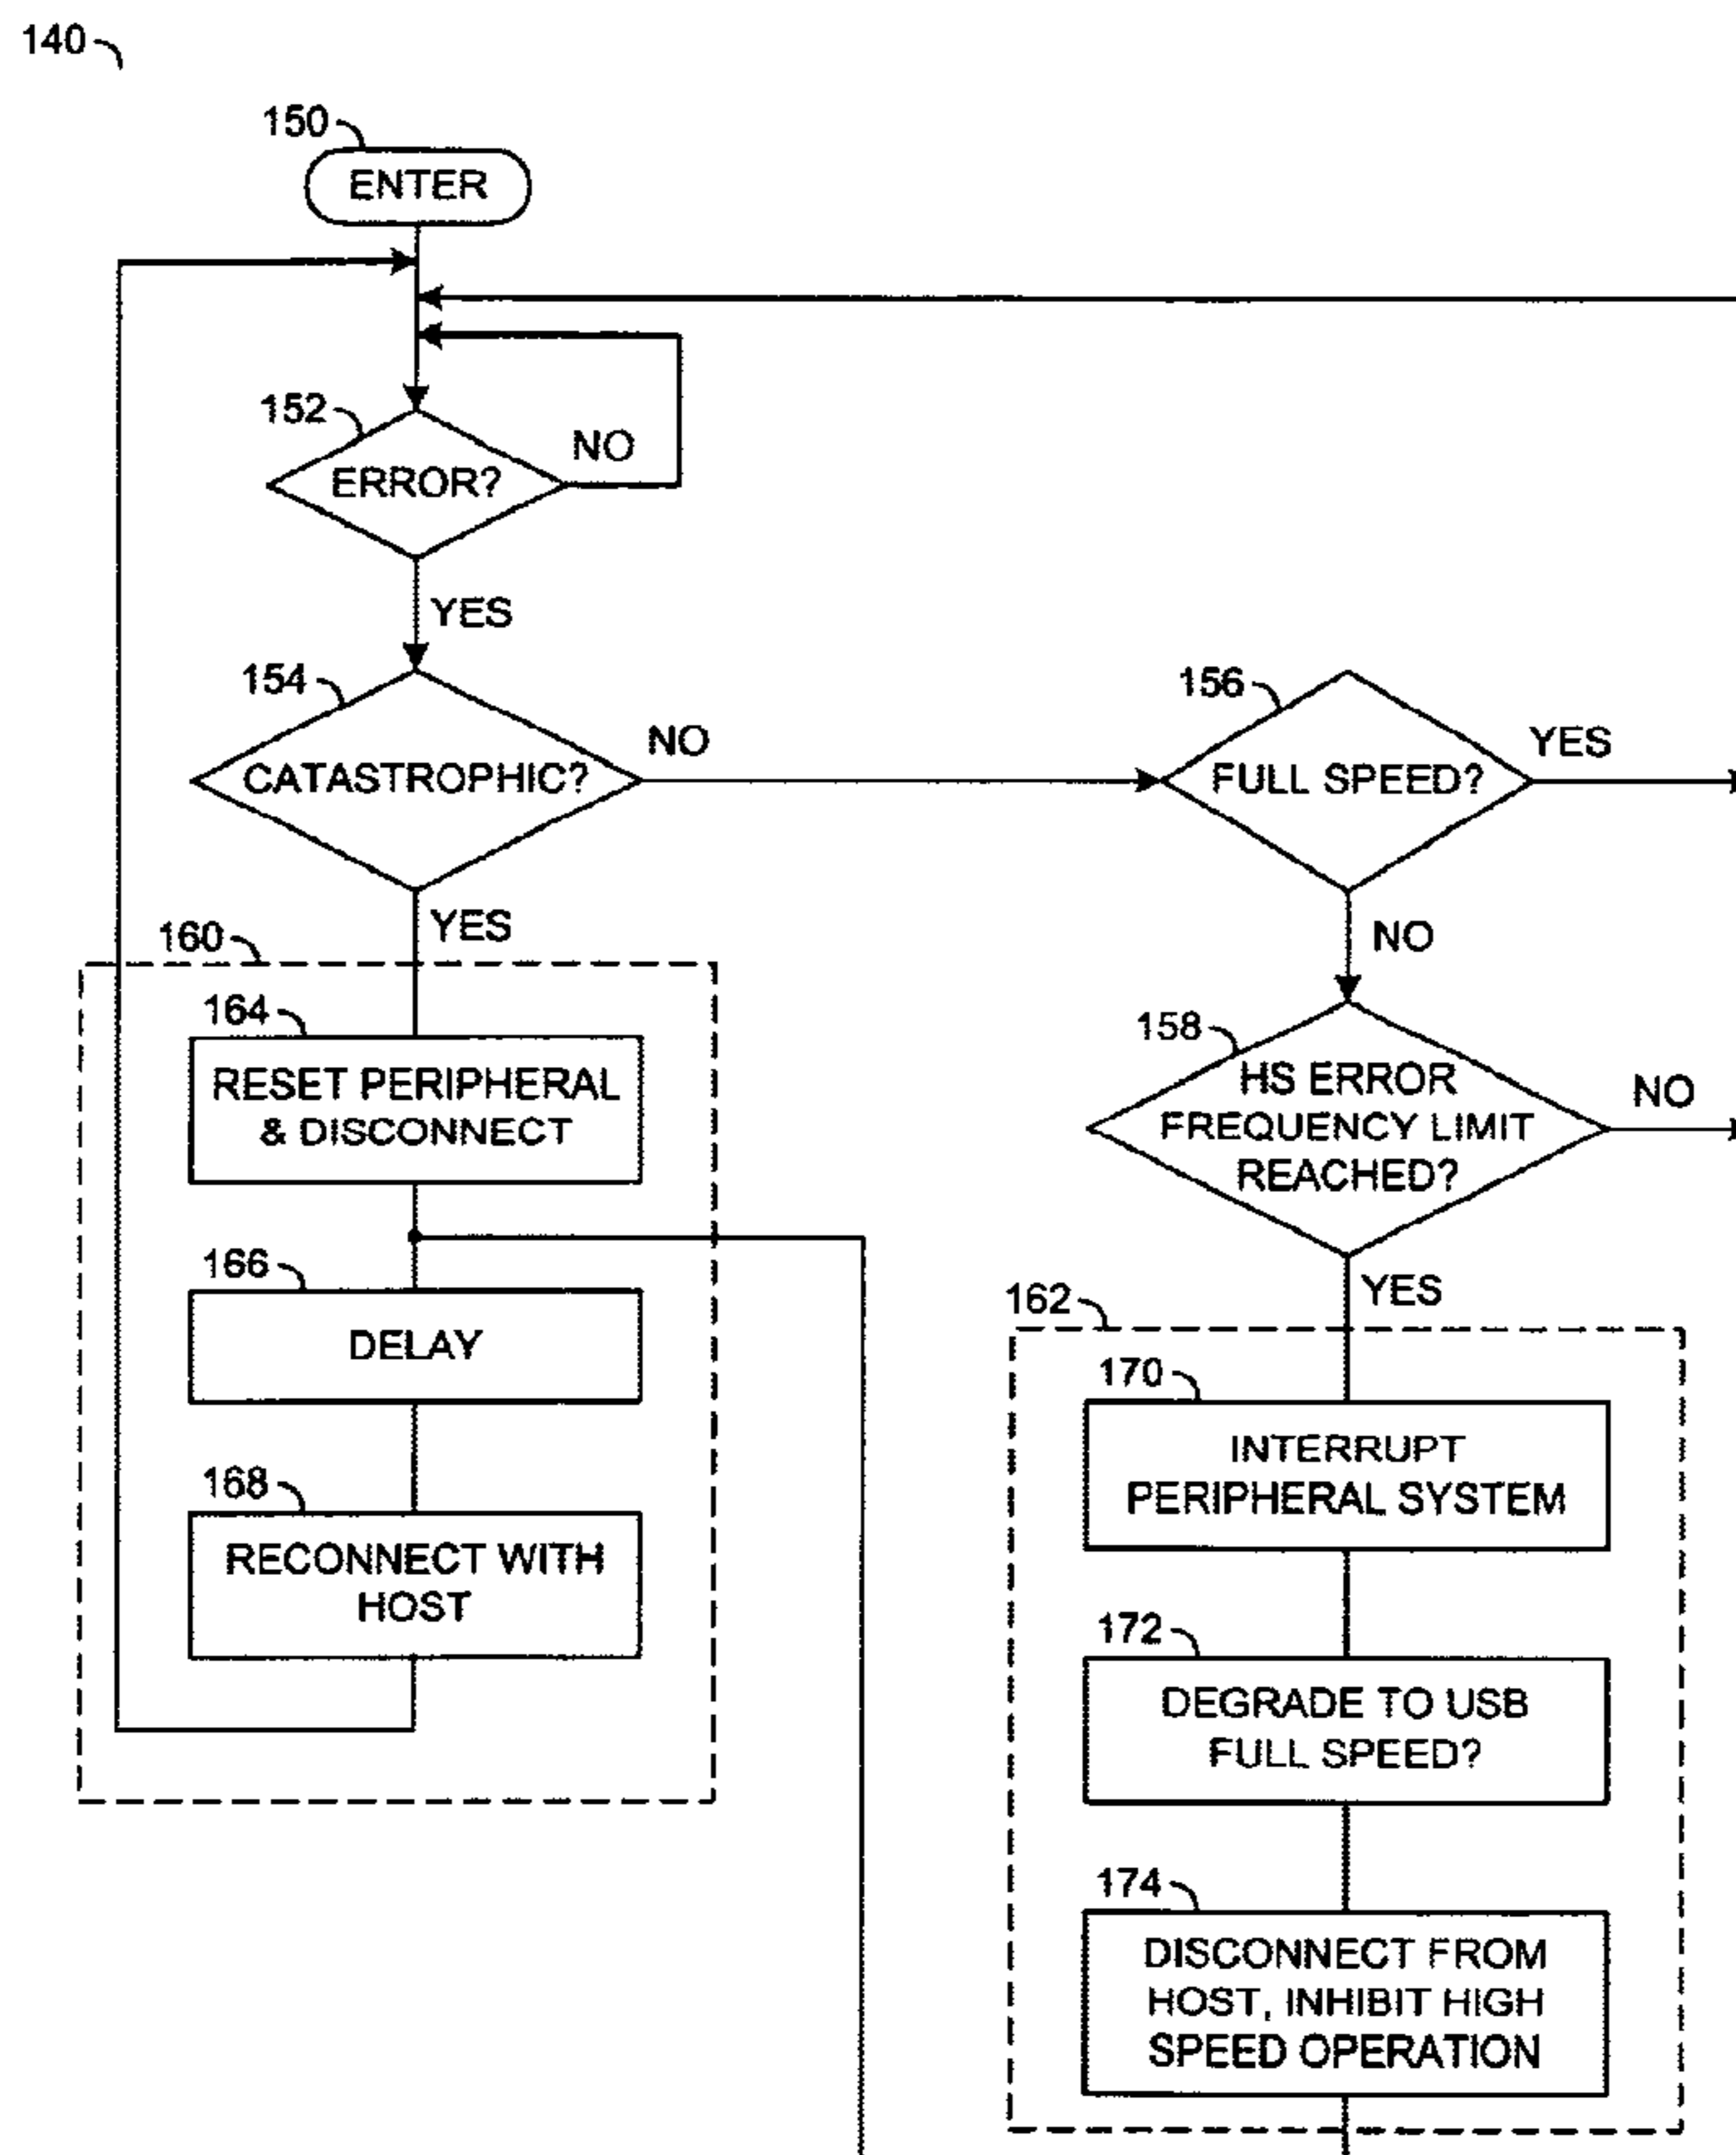 140
150
ENTER
152
ERROR?
NO
YES
154
CATASTROPHIC?
NO
156
FULL SPEED?
YES
YES
NO
160
164
RESET PERIPHERAL
& DISCONNECT
158
HS ERROR
FREQUENCY LIMIT
REACHED?
NO
166
DELAY
YES
162
168
RECONNECT WITH
HOST
170
INTERRUPT
PERIPHERAL SYSTEM
172
DEGRADE TO USB
FULL SPEED?
174
DISCONNECT FROM
HOST, INHIBIT HIGH
SPEED OPERATION